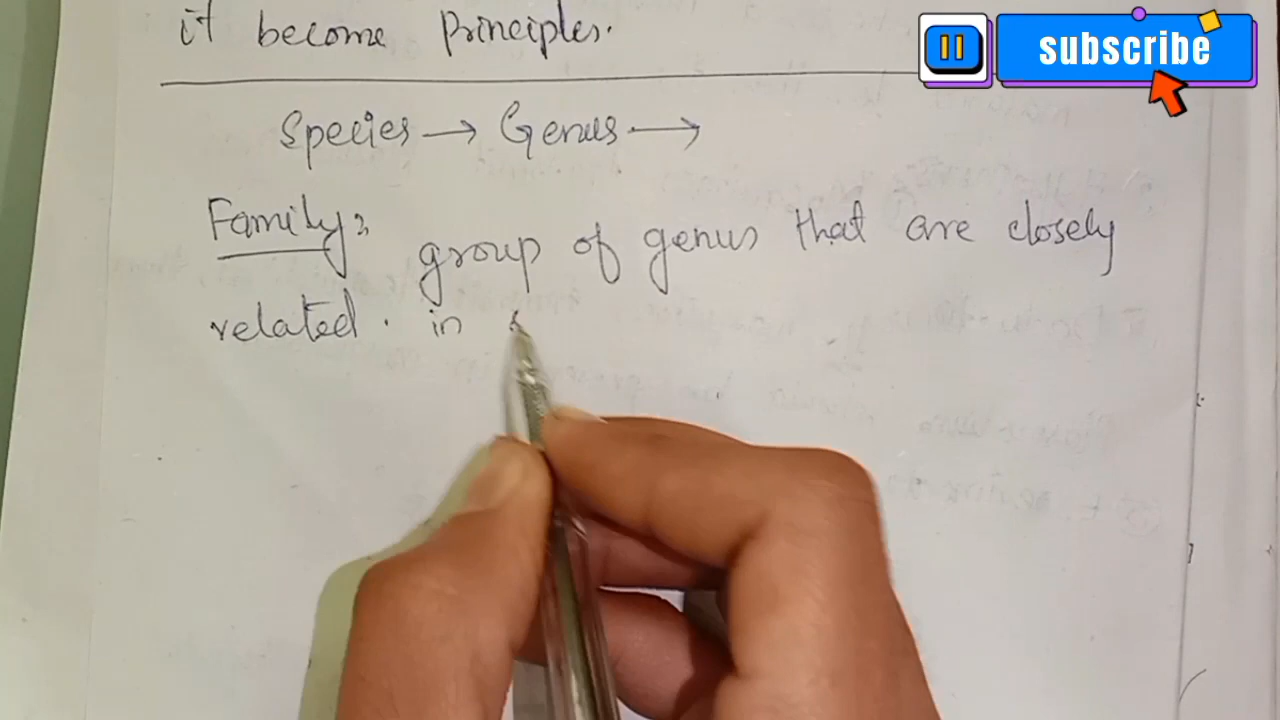 it become Principles.
subscribe
Species → Genus →
Family: group of genus that are closely
related. in